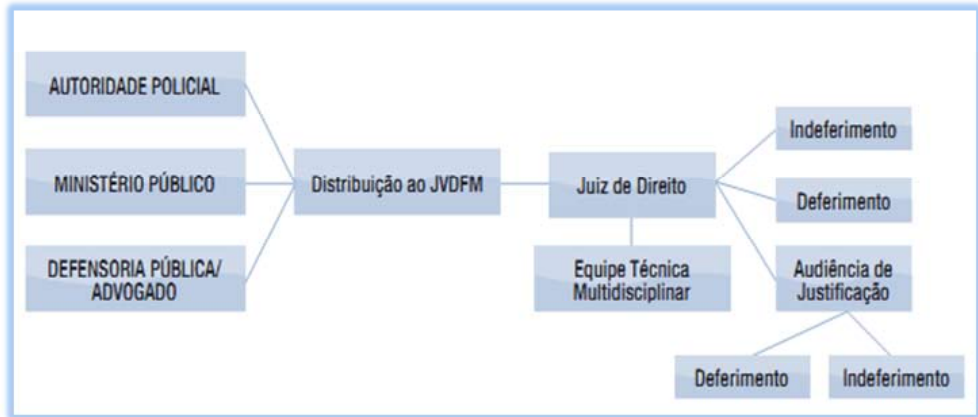 AUTORIDADE POLICIAL
MINISTÉRIO PÚBLICO
DEFENSORIA PÚBLICA/
ADVOGADO
Distribuição ao JVDFM
Juiz de Direito
Equipe Técnica
Multidisciplinar
Indeferimento
Deferimento
Audiência de
Justificação
Deferimento
Indeferimento